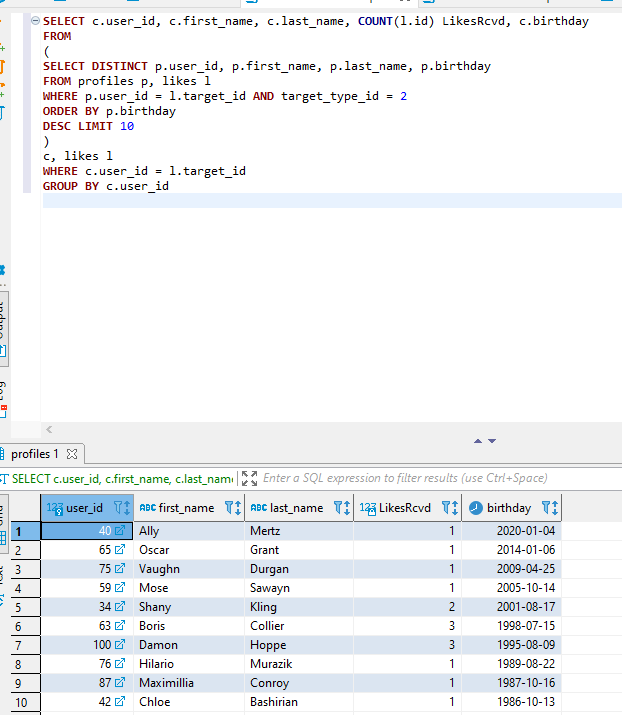 SELECT c.user_id, c.first_name, c.last_name, COUNT(l.id) LikesRcvd, c.birthday
FROM
(
SELECT DISTINCT p.user_id, p.first_name, p.last_name, p.birthday
FROM profiles p, likes l
WHERE p.user_id = l.target_id AND target_type_id = 2
ORDER BY p.birthday
DESC LIMIT 10
)
c, likes l
WHERE c.user_id = l.target_id
GROUP BY c.user_id
Output
Log
profiles 1
SELECT c.user_id, c.first_name, c.last_name Enter a SQL expression to filter results (use Ctrl+Space)
123 user_id ABC first_name ABC last_name 123 LikesRcvd birthday
1 40 Ally Mertz 1 2020-01-04
2 65 Oscar Grant 1 2014-01-06
3 75 Vaughn Durgan 1 2009-04-25
4 59 Mose Sawayn 1 2005-10-14
5 34 Shany Kling 2 2001-08-17
6 63 Boris Collier 3 1998-07-15
7 100 Damon Hoppe 3 1995-08-09
8 76 Hilario Murazik 1 1989-08-22
9 87 Maximillia Conroy 1 1987-10-16
10 42 Chloe Bashirian 1 1986-10-13